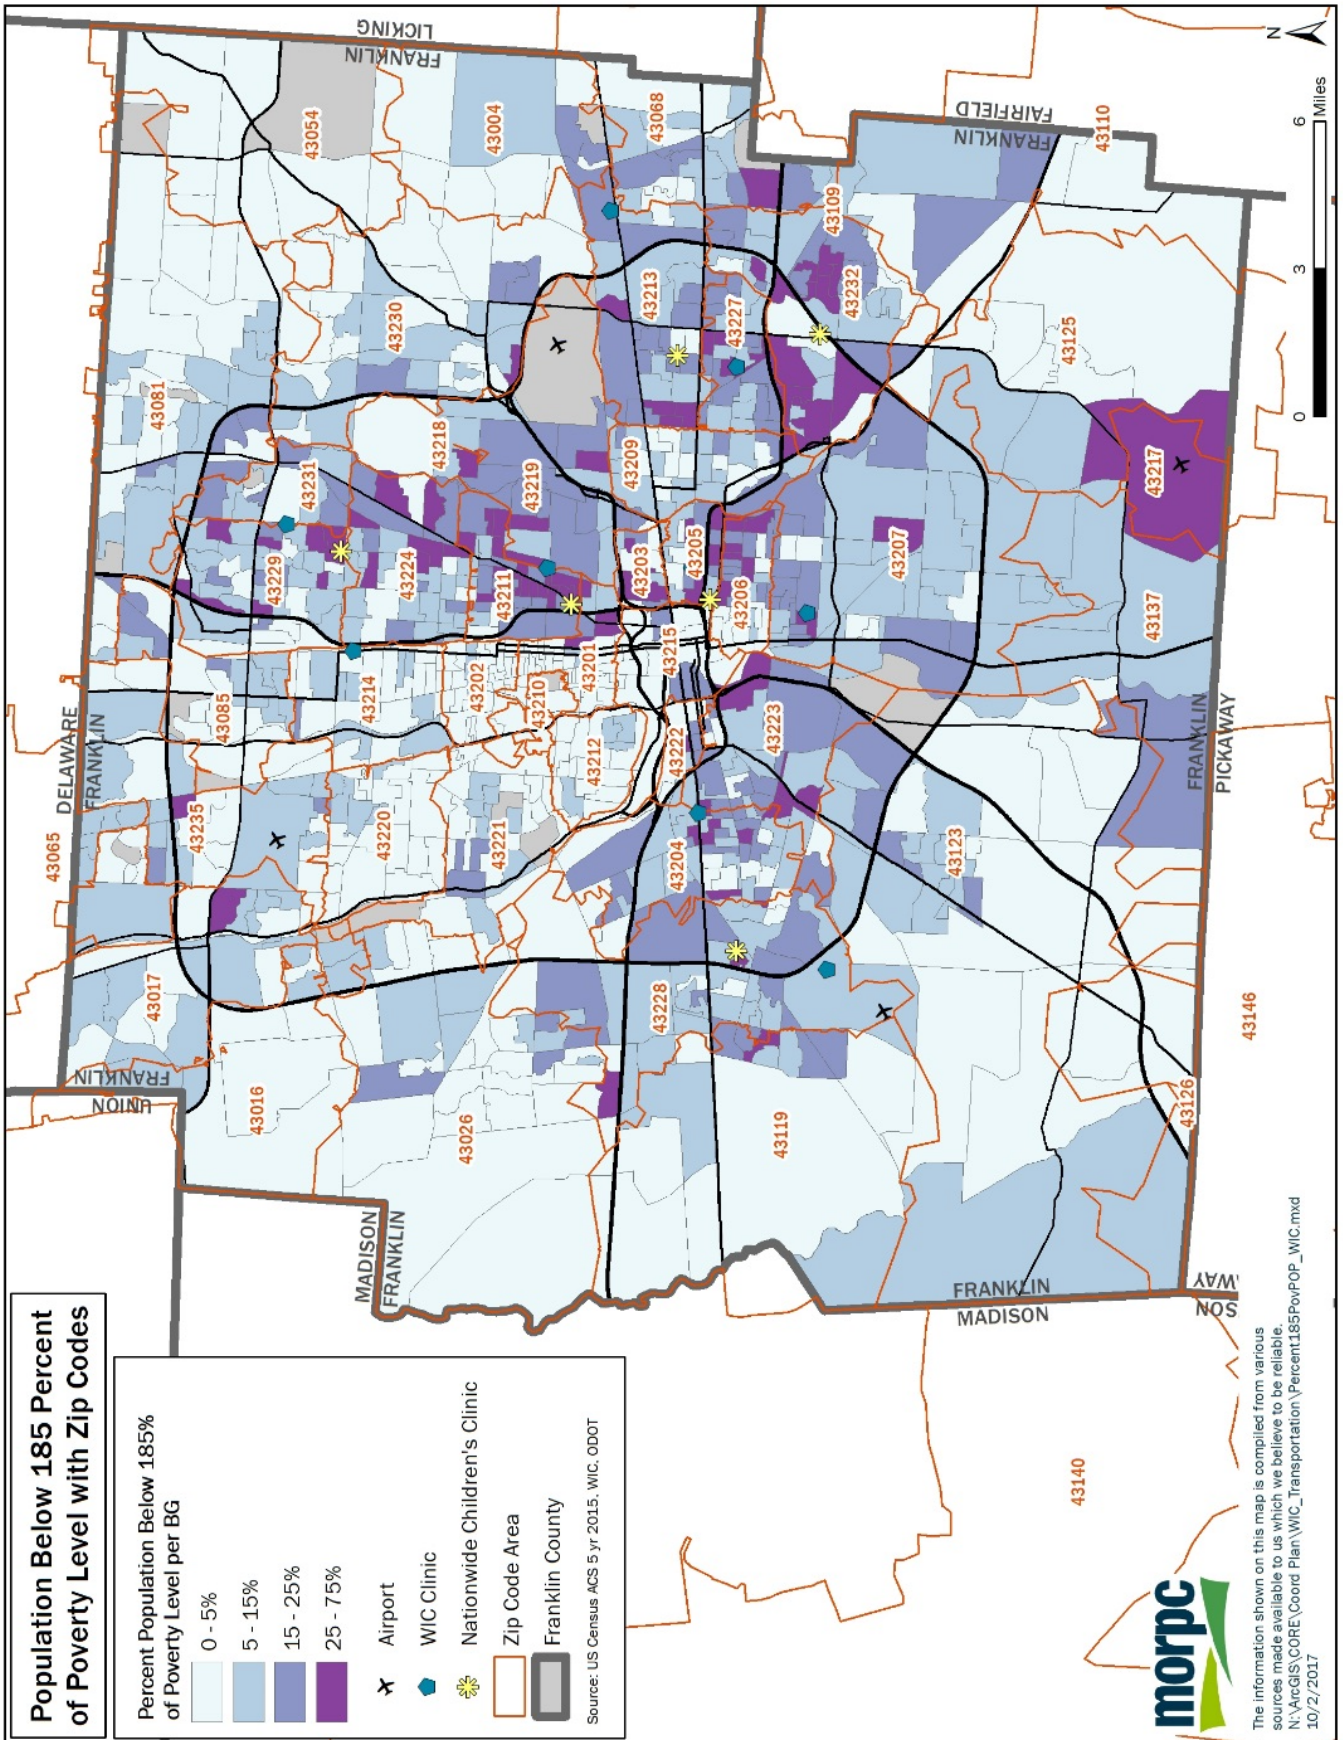 Population Below 185 Percent
of Poverty Level with Zip Codes
Percent Population Below 185%
of Poverty Level per BG
0 - 5%
5 - 15%
15 - 25%
25 - 75%
Airport
WIC Clinic
Nationwide Children's Clinic
Zip Code Area
Franklin County
Source: US Census ACS 5 yr 2015, WIC, ODOT
DELAWARE
FRANKLIN
UNION
FRANKLIN
MADISON
FRANKLIN
LICKING
FRANKLIN
FAIRFIELD
FRANKLIN
FRANKLIN
PICKAWAY
FRANKLIN
MADISON
WAY
SON
43065
43017
43016
43026
43235
43085
43081
43054
43231
43229
43230
43220
43214
43224
43218
43004
43221
43202
43211
43219
43210
43212
43201
43203
43209
43213
43068
43228
43204
43222
43215
43205
43206
43227
43109
43232
43119
43223
43207
43123
43125
43110
43137
43217
43126
43146
43140
N
0
3
6
Miles
morpc
The information shown on this map is compiled from various
sources made available to us which we believe to be reliable.
N:\ArcGIS\CORE\Coord Plan\WIC_Transportation\Percent185PovPOP_WIC.mxd
10/2/2017